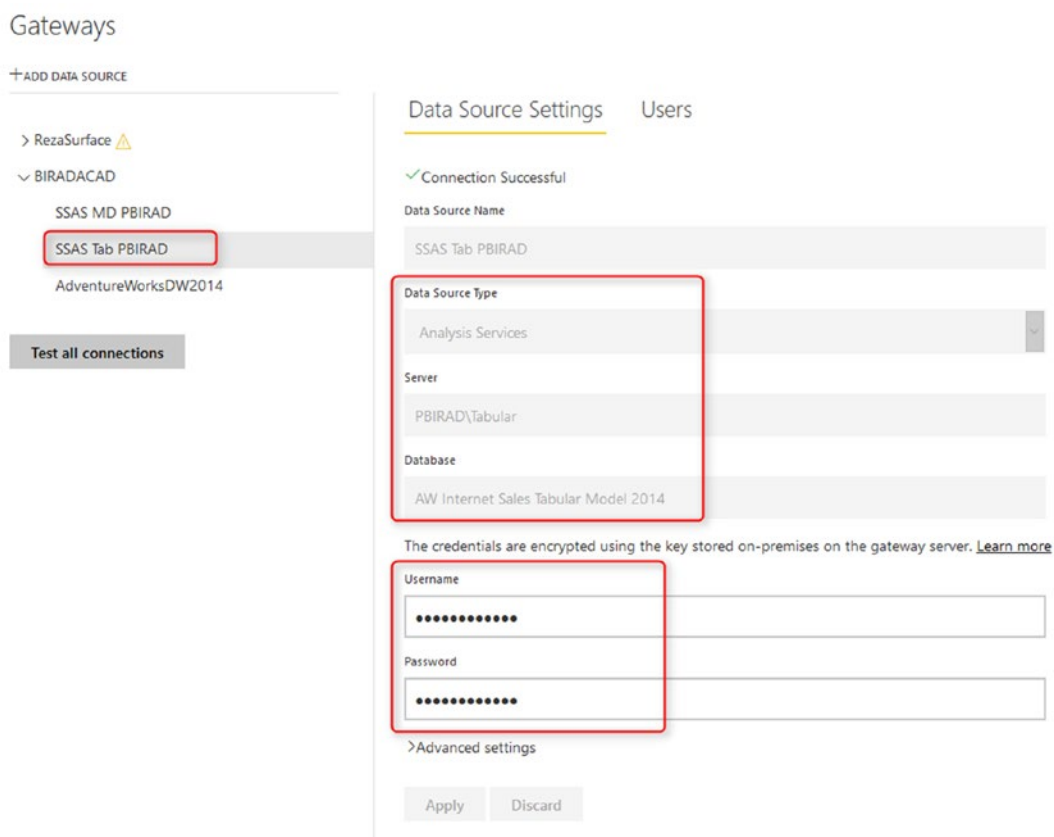 Gateways
+ADD DATA SOURCE
RezaSurface
BIRADACAD
SSAS MD PBIRAD
SSAS Tab PBIRAD
AdventureWorksDW2014
Test all connections
Data Source Settings Users
Connection Successful
Data Source Name
SSAS Tab PBIRAD
Data Source Type
Analysis Services
Server
PBIRAD\Tabular
Database
AW Internet Sales Tabular Model 2014
The credentials are encrypted using the key stored on-premises on the gateway server. Learn more
Username
••••••••••••
Password
••••••••••••
>Advanced settings
Apply Discard